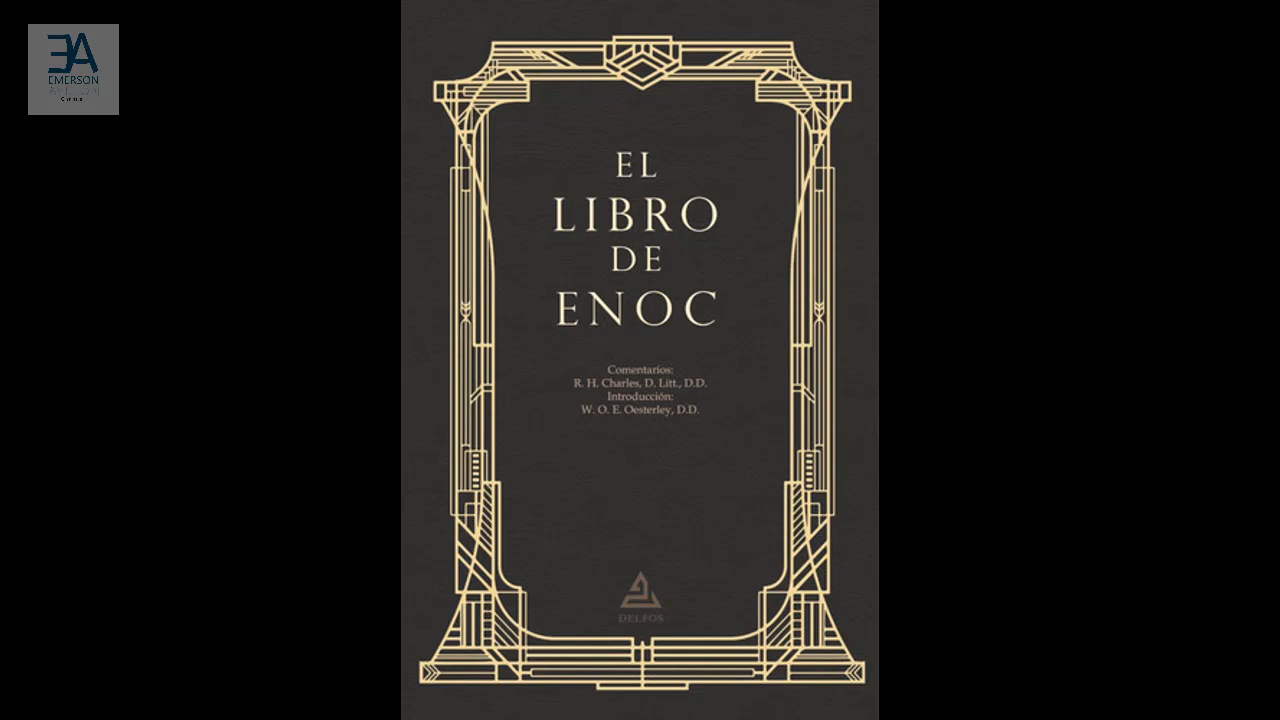 EMERSON
EL
LIBRO
DE
ENOC
Comentarios:
R. H. Charles, D. Litt., D.D.
Introducción:
W. O. E. Oesterley, D.D.
DELFOS